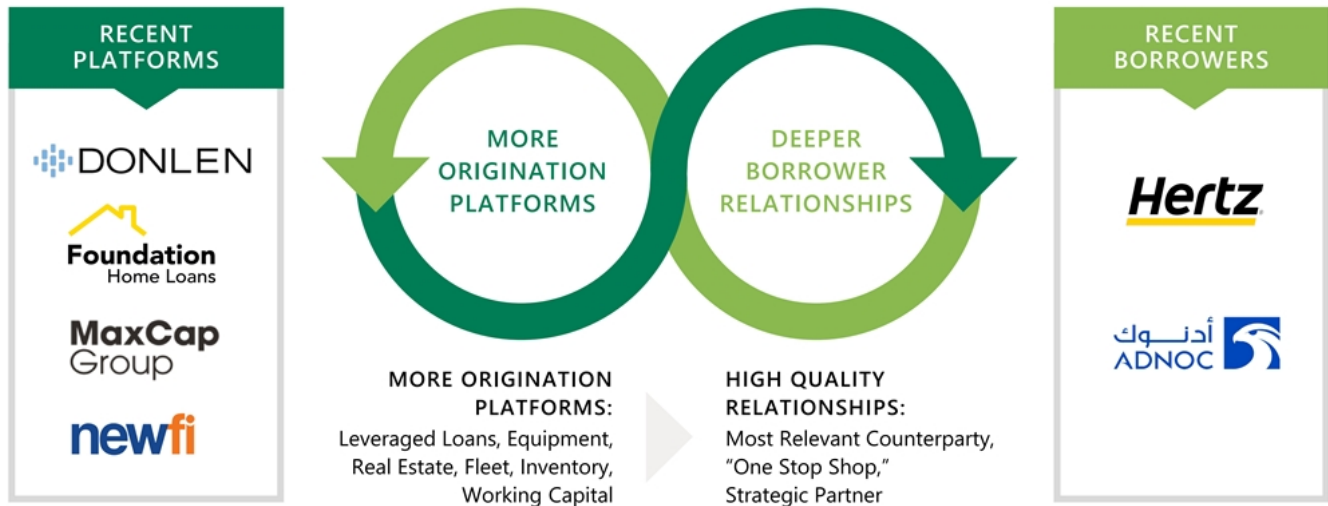 RECENT
PLATFORMS
DONLEN
Foundation
Home Loans
MaxCap
Group
newfi
MORE
ORIGINATION
PLATFORMS
DEEPER
BORROWER
RELATIONSHIPS
MORE ORIGINATION
PLATFORMS:
Leveraged Loans, Equipment,
Real Estate, Fleet, Inventory,
Working Capital
HIGH QUALITY
RELATIONSHIPS:
Most Relevant Counterparty,
“One Stop Shop,”
Strategic Partner
RECENT
BORROWERS
Hertz
أدنــوك
ADNOC